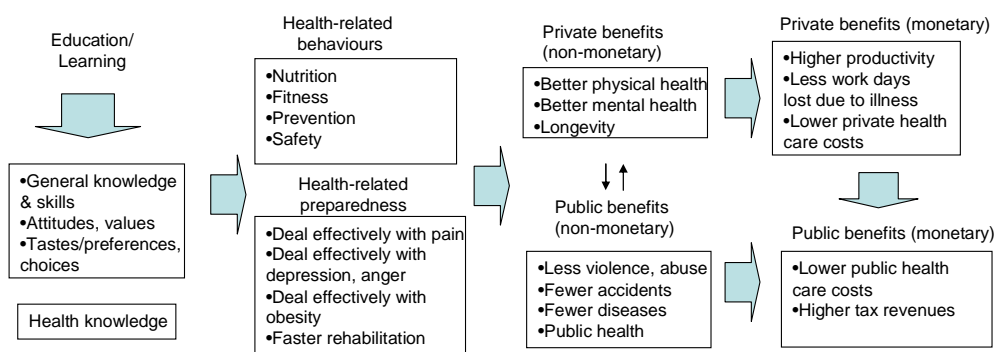 Education/
Learning
•General knowledge
& skills
•Attitudes, values
•Tastes/preferences,
choices
Health knowledge
Health-related
behaviours
•Nutrition
•Fitness
•Prevention
•Safety
Health-related
preparedness
•Deal effectively with pain
•Deal effectively with
depression, anger
•Deal effectively with
obesity
•Faster rehabilitation
Private benefits
(non-monetary)
•Better physical health
•Better mental health
•Longevity
Public benefits
(non-monetary)
•Less violence, abuse
•Fewer accidents
•Fewer diseases
•Public health
Private benefits (monetary)
•Higher productivity
•Less work days
lost due to illness
•Lower private health
care costs
Public benefits (monetary)
•Lower public health
care costs
•Higher tax revenues